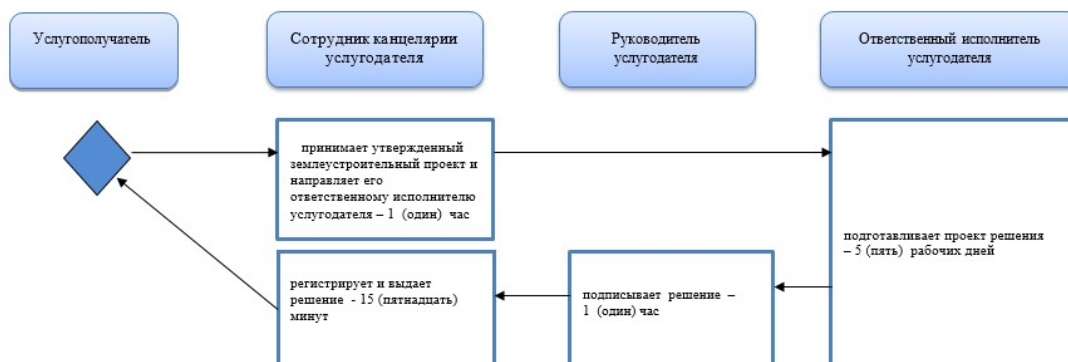 Услугополучатель
Сотрудник канцелярии
услугодателя
Руководитель
услугодателя
Ответственный исполнитель
услугодателя
принимает утвержденный
землеустроительный проект и
направляет его
ответственному исполнителю
услугодателя – 1 (один) час
подготавливает проект решения
– 5 (пять) рабочих дней
регистрирует и выдает
решение - 15 (пятнадцать)
минут
подписывает решение –
1 (один) час